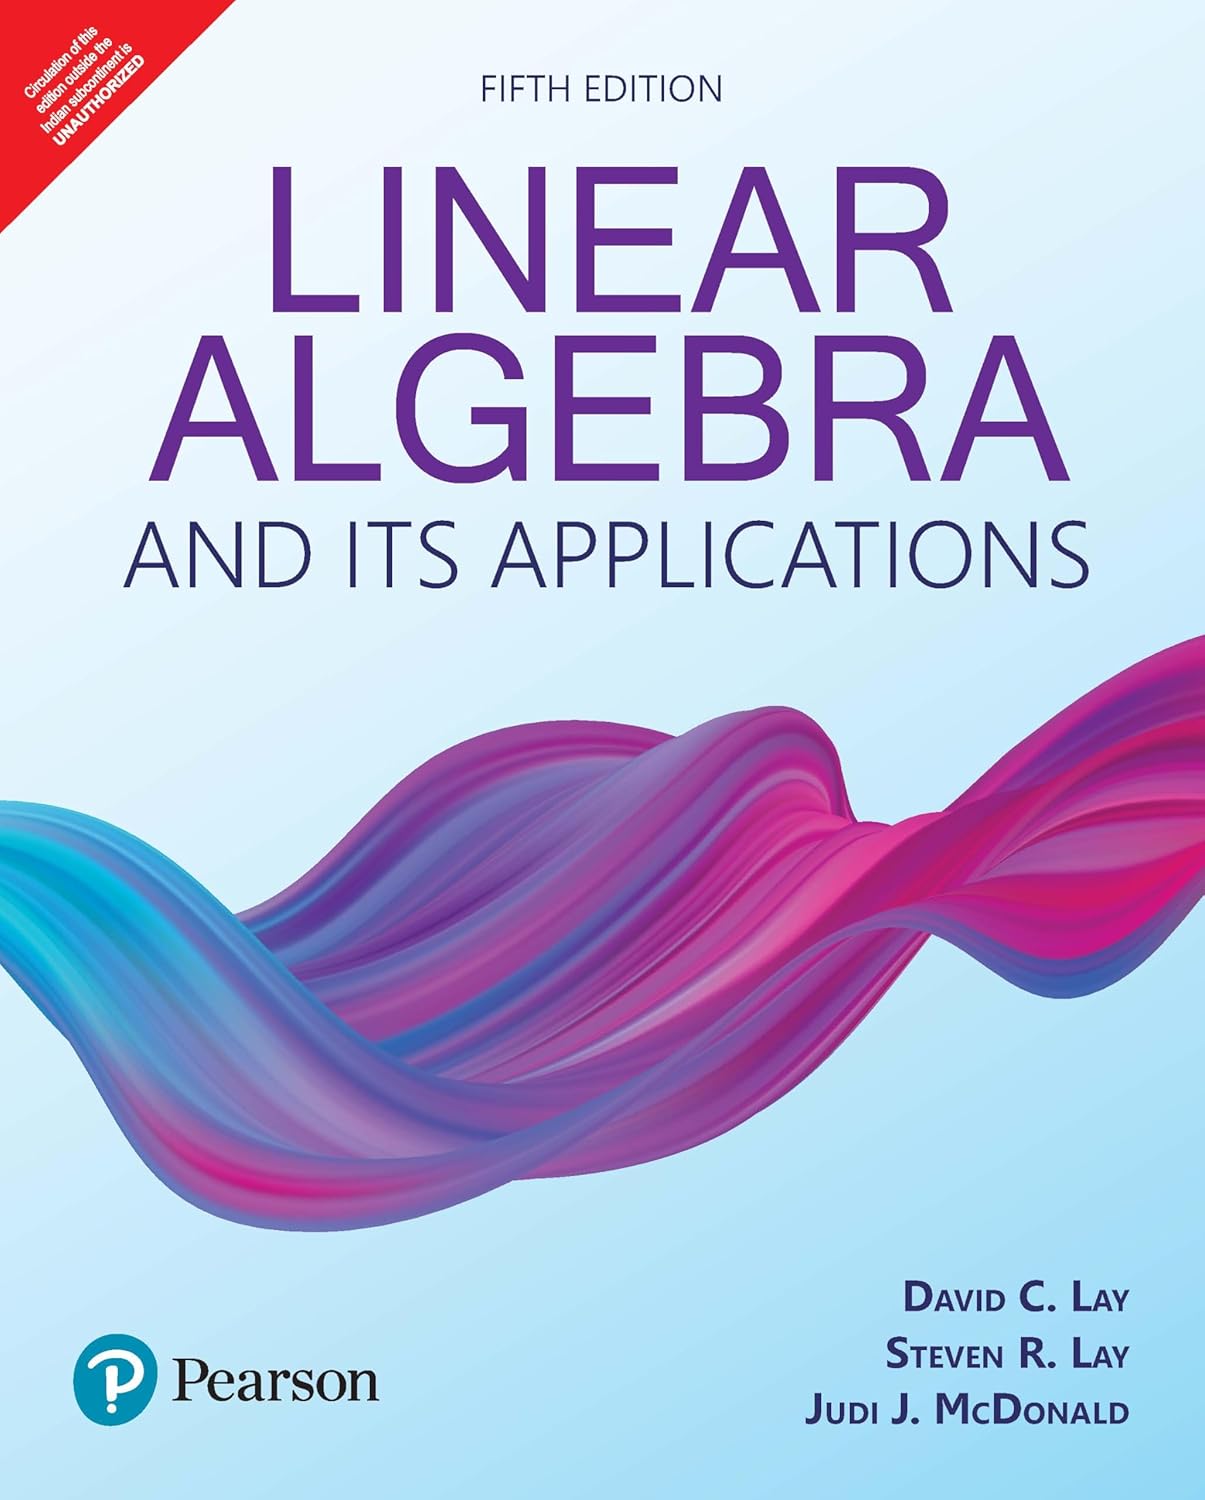 Circulation of this
edition outside the
Indian subcontinent is
UNAUTHORIZED
FIFTH EDITION
LINEAR
ALGEBRA
AND ITS APPLICATIONS
DAVID C. LAY
STEVEN R. LAY
JUDI J. MCDONALD
P Pearson